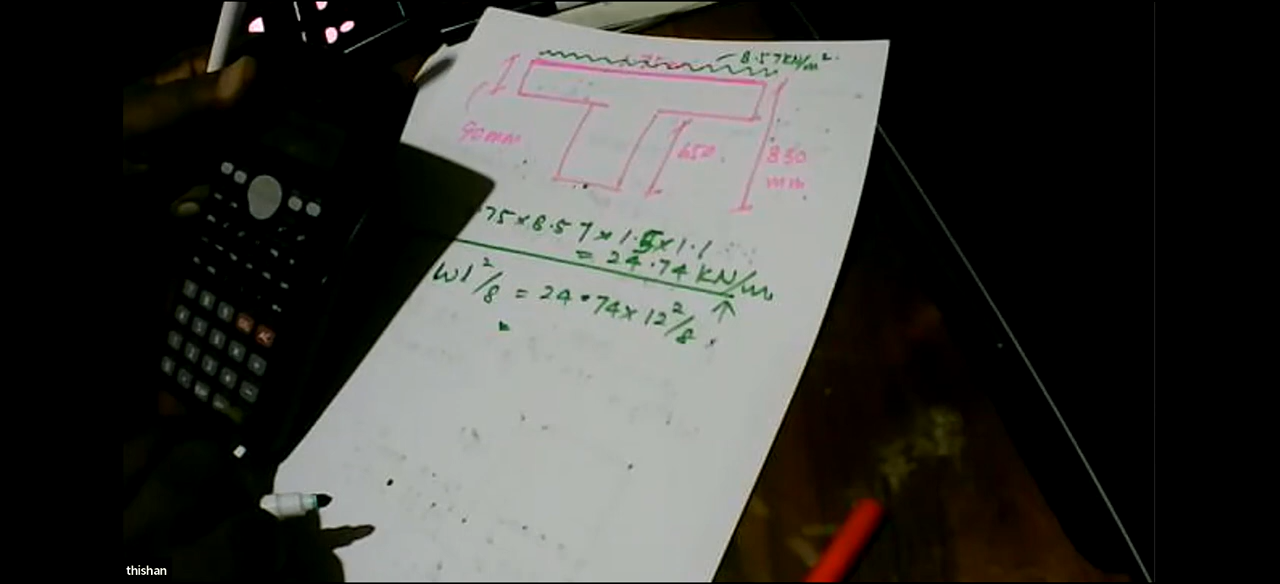 8.57KN/m².
90mm
650.
850
mm
75×8.57×1.5×1.1
= 24.74 KN/m
↑
wl²/8 = 24.74×12²/8
=
thishan